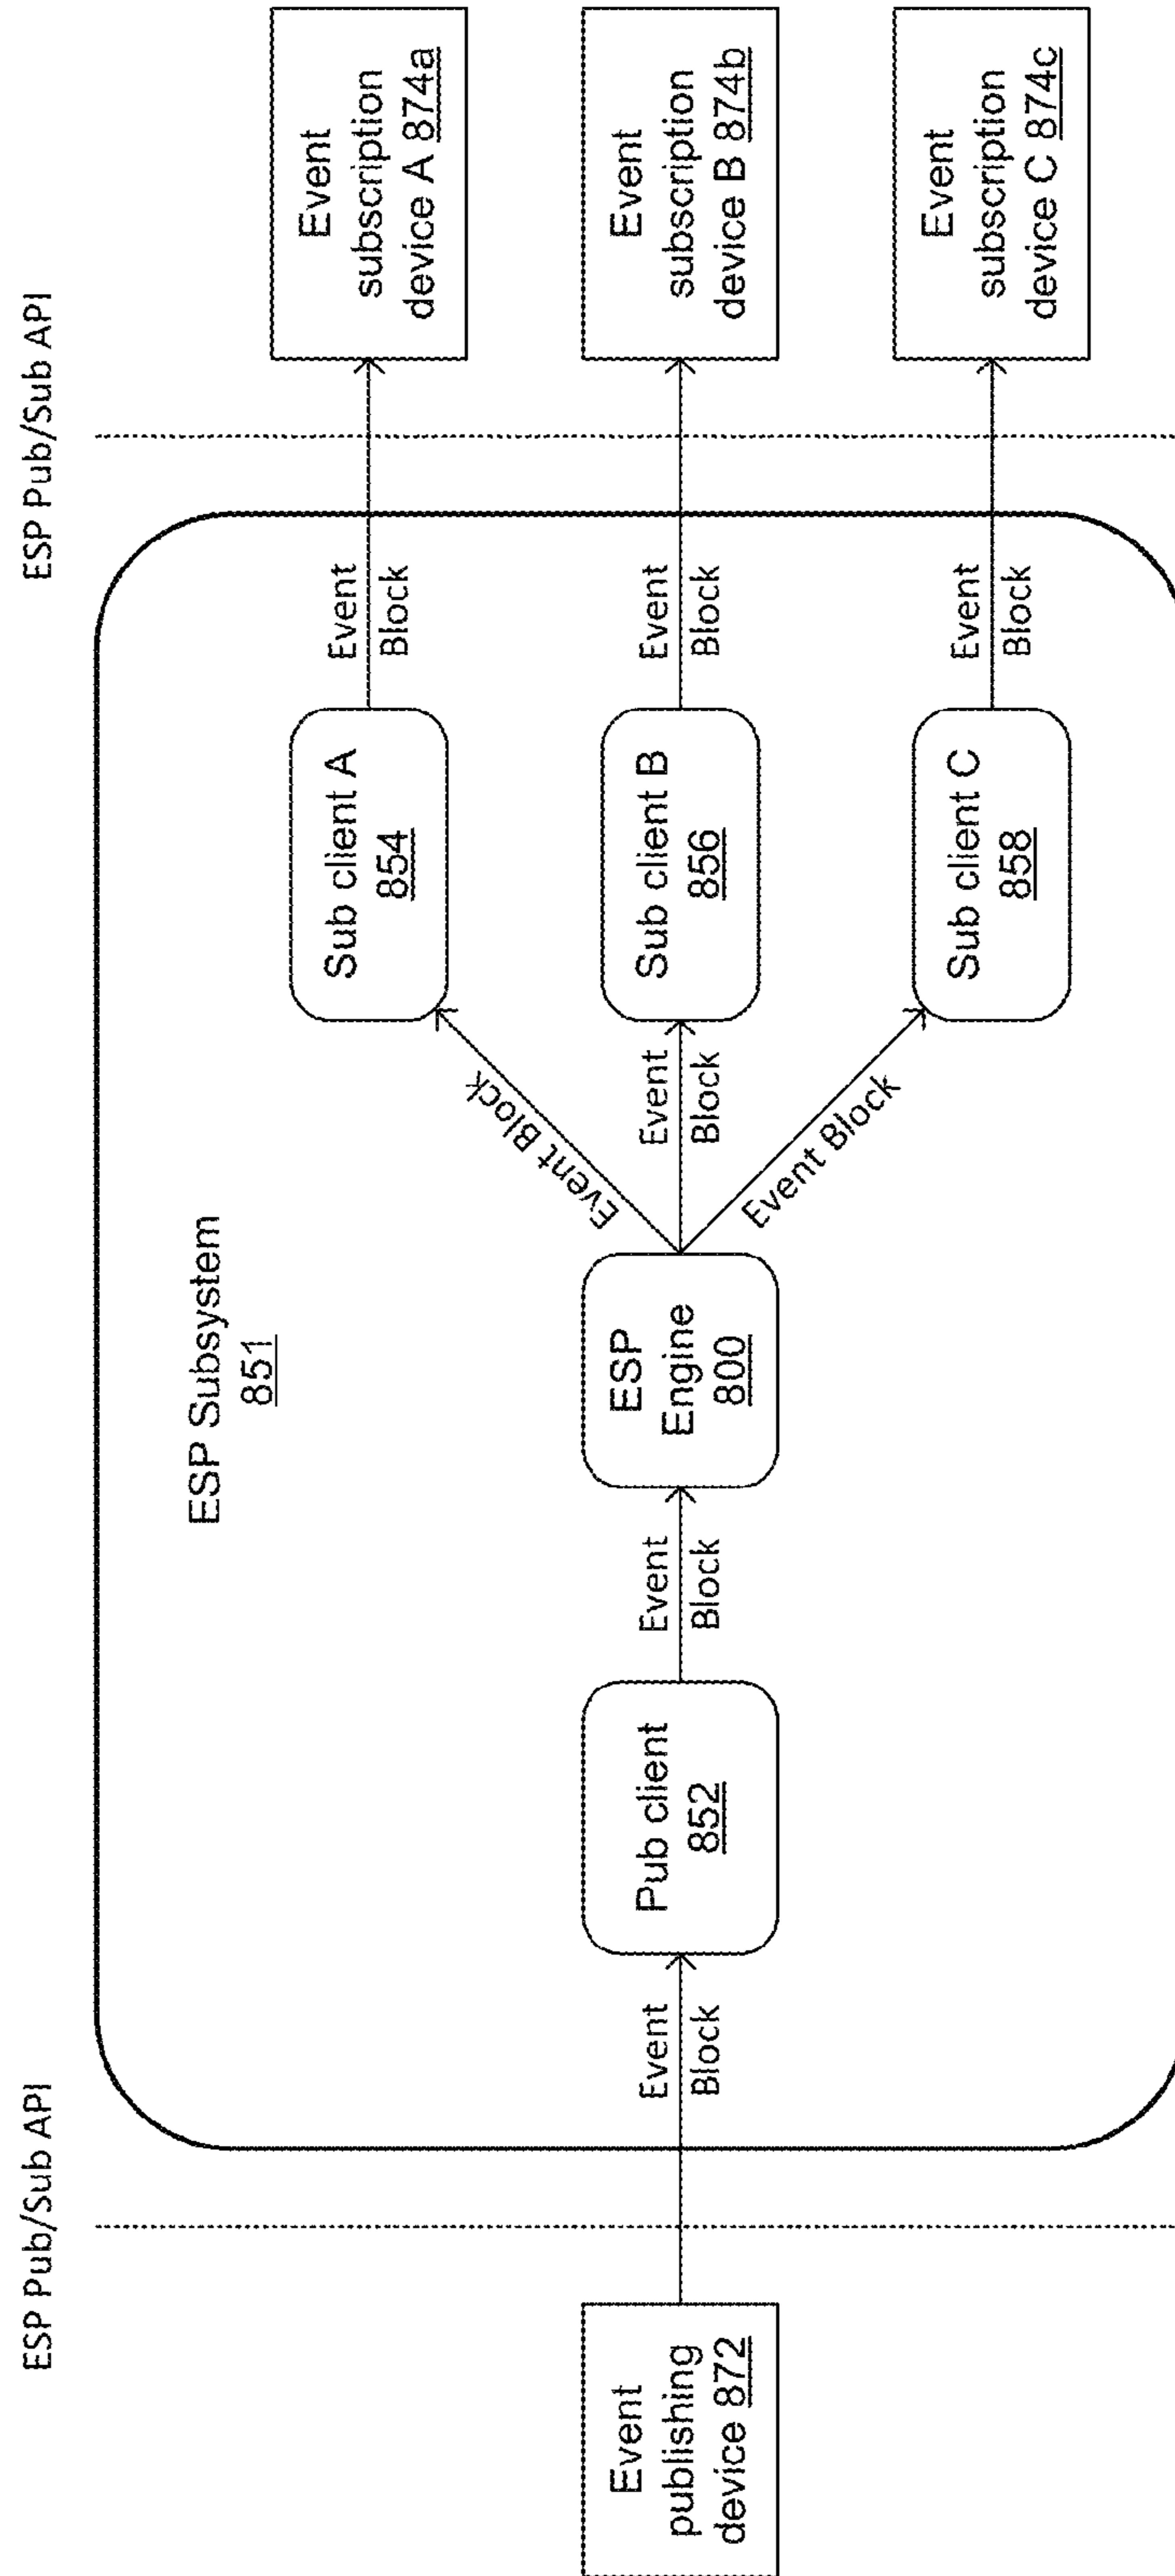 ESP Pub/Sub API
ESP Pub/Sub API
ESP Subsystem
851
Event
publishing
device 872
Event
Block
Pub client
852
Event
Block
ESP
Engine
800
Event Block
Event
Block
Event Block
Sub client A
854
Sub client B
856
Sub client C
858
Event
Block
Event
Block
Event
Block
Event
subscription
device A 874a
Event
subscription
device B 874b
Event
subscription
device C 874c